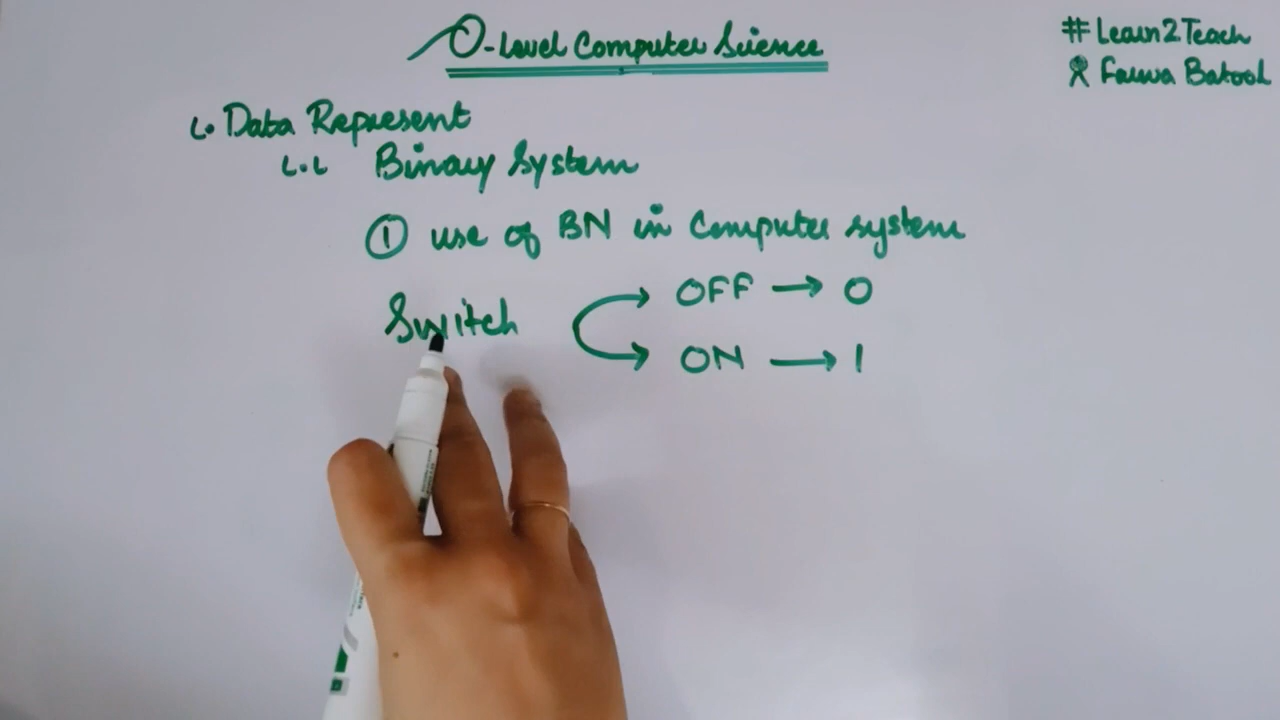 O-Level Computer Science
# Learn2Teach
Farwa Batool
1. Data Represent
1.1 Binary System
① use of BN in Computer system
Switch
OFF → 0
ON → 1